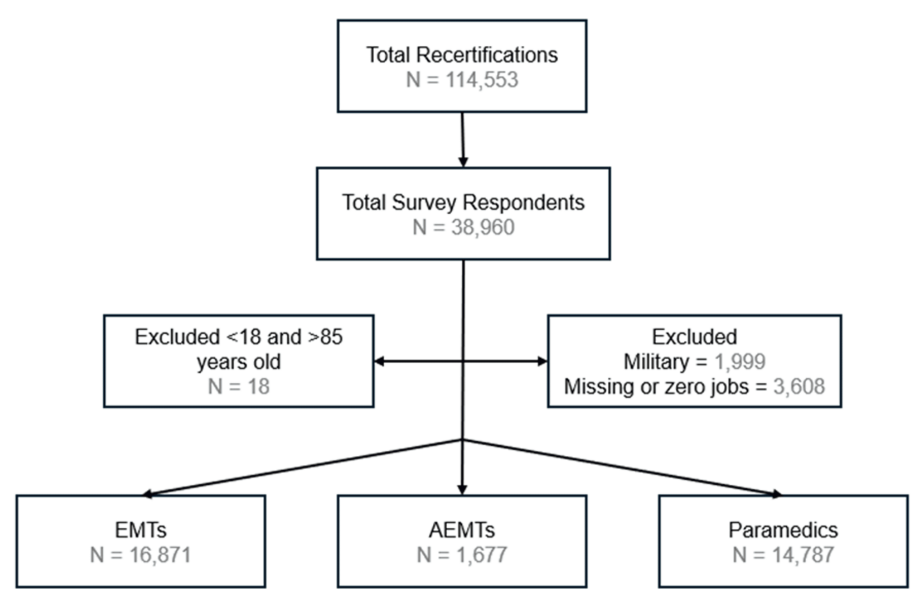 Total Recertifications
N = 114,553
Total Survey Respondents
N = 38,960
Excluded <18 and >85
years old
N = 18
Excluded
Military = 1,999
Missing or zero jobs = 3,608
EMTs
N = 16,871
AEMTs
N = 1,677
Paramedics
N = 14,787